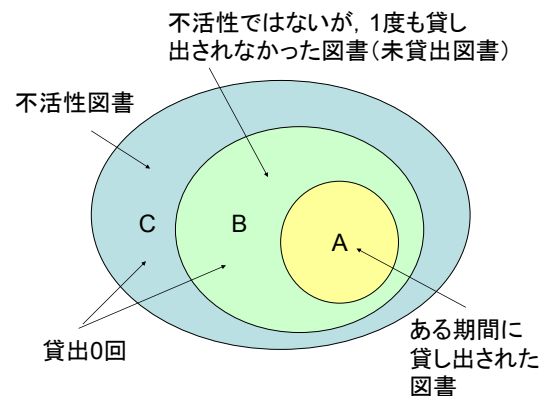 不活性ではないが，1度も貸し
出されなかった図書（未貸出図書）
不活性図書
C
B
A
貸出0回
ある期間に
貸し出された
図書